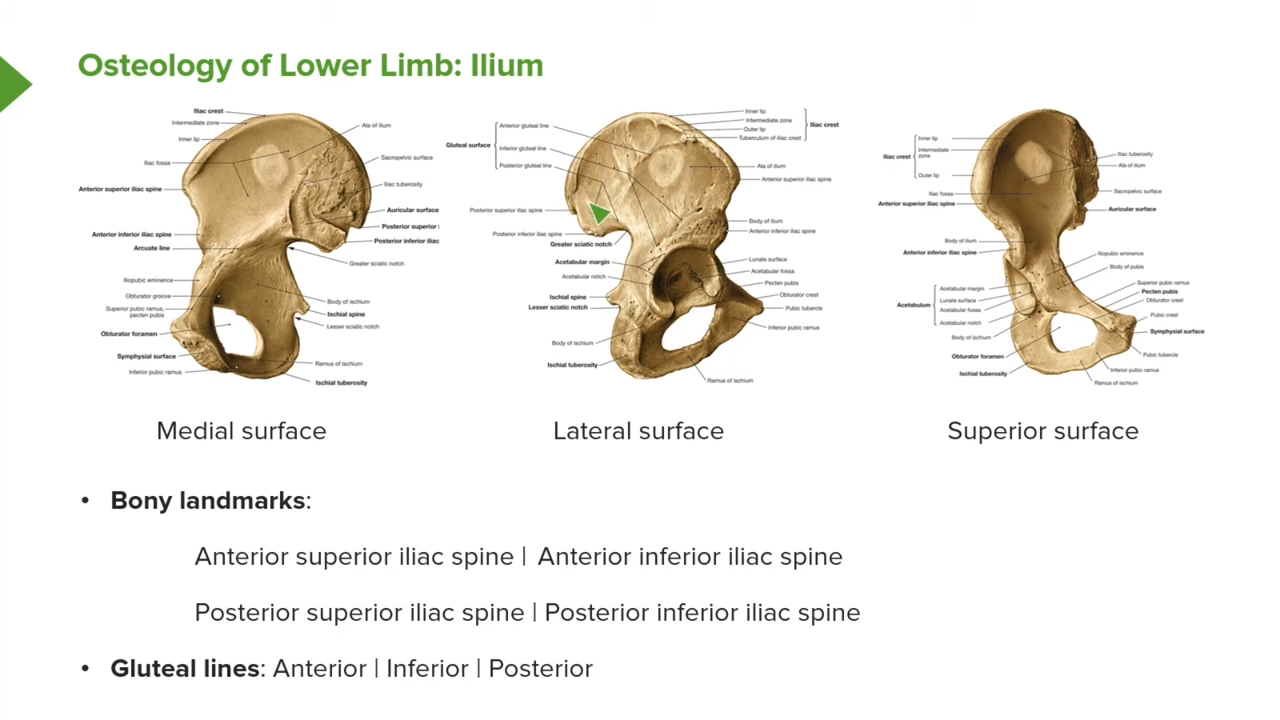 Osteology of Lower Limb: Ilium
Iliac crest
Intermediate zone
Inner lip
Iliac fossa
Anterior superior iliac spine
Anterior inferior iliac spine
Arcuate line
Iliopubic eminence
Obturator groove
Superior pubic ramus,
pecten pubis
Obturator foramen
Symphysial surface
Inferior pubic ramus
Ala of ilium
Sacropelvic surface
Iliac tuberosity
Auricular surface
Posterior superior i
Posterior inferior iliac
Greater sciatic notch
Body of ischium
Ischial spine
Lesser sciatic notch
Ramus of ischium
Ischial tuberosity
Gluteal surface
Anterior gluteal line
Inferior gluteal line
Posterior gluteal line
Posterior superior iliac spine
Posterior inferior iliac spine
Greater sciatic notch
Acetabular margin
Acetabular notch
Ischial spine
Lesser sciatic notch
Body of ischium
Ischial tuberosity
Inner lip
Intermediate zone
Outer lip
Tuberculum of iliac crest
Iliac crest
Ala of ilium
Anterior superior iliac spine
Body of ilium
Anterior inferior iliac spine
Lunate surface
Acetabular fossa
Pecten pubis
Obturator crest
Pubic tubercle
Inferior pubic ramus
Ramus of ischium
Iliac crest
Inner lip
Intermediate
zone
Outer lip
Iliac fossa
Anterior superior iliac spine
Body of ilium
Anterior inferior iliac spine
Acetabulum
Acetabular margin
Lunate surface
Acetabular fossa
Acetabular notch
Body of ischium
Obturator foramen
Ischial tuberosity
Iliac tuberosity
Ala of ilium
Sacropelvic surface
Auricular surface
Iliopubic eminence
Body of pubis
Superior pubic ramus
Pecten pubis
Obturator crest
Pubic crest
Symphysial surface
Pubic tubercle
Inferior pubic ramus
Ramus of ischium
Medial surface
Lateral surface
Superior surface
• Bony landmarks:
Anterior superior iliac spine | Anterior inferior iliac spine
Posterior superior iliac spine | Posterior inferior iliac spine
• Gluteal lines: Anterior | Inferior | Posterior